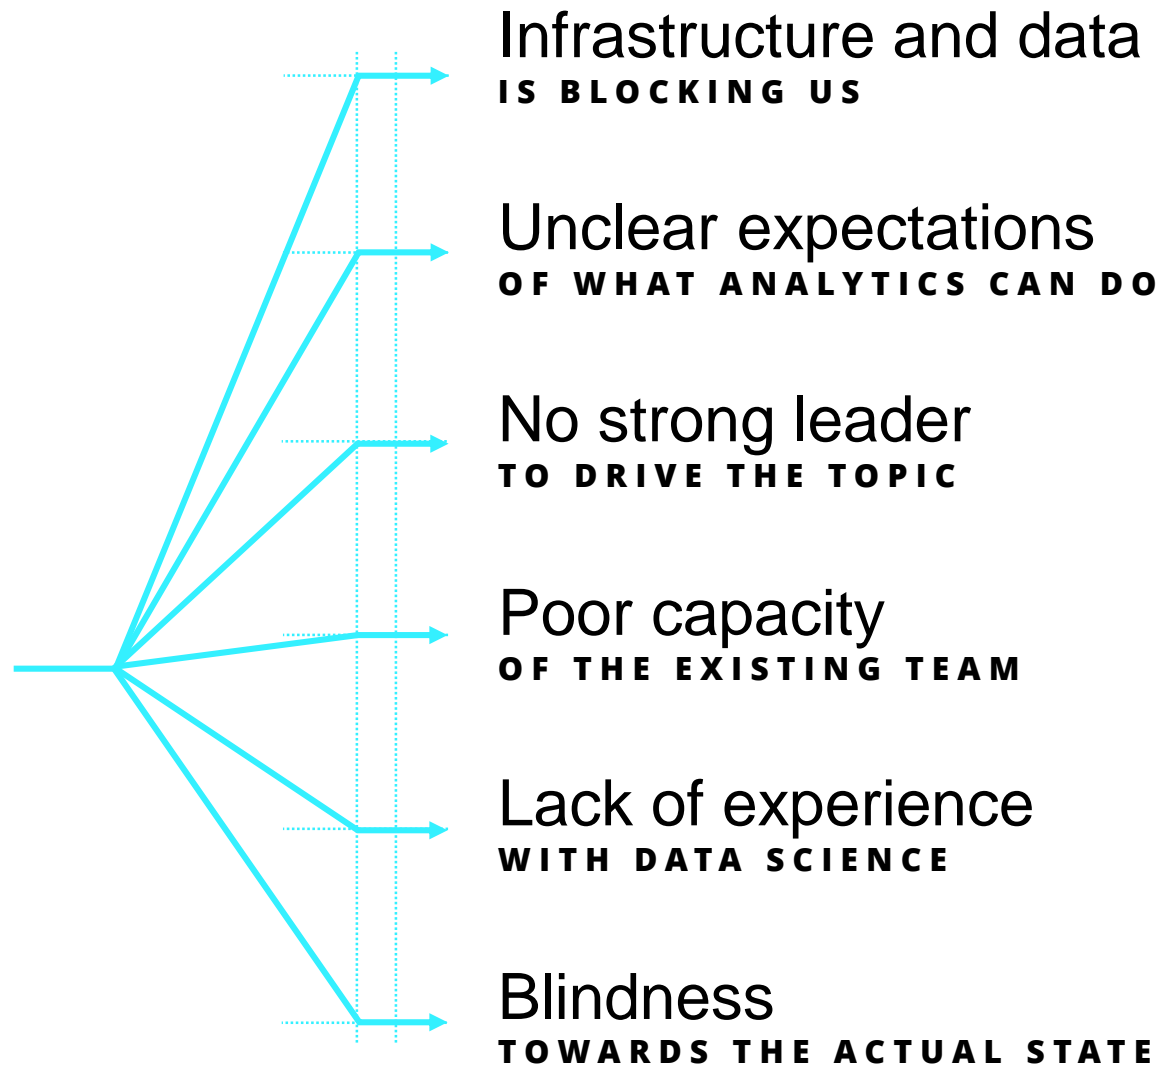 Infrastructure and data
IS BLOCKING US
Unclear expectations
OF WHAT ANALYTICS CAN DO
No strong leader
TO DRIVE THE TOPIC
Poor capacity
OF THE EXISTING TEAM
Lack of experience
WITH DATA SCIENCE
Blindness
TOWARDS THE ACTUAL STATE